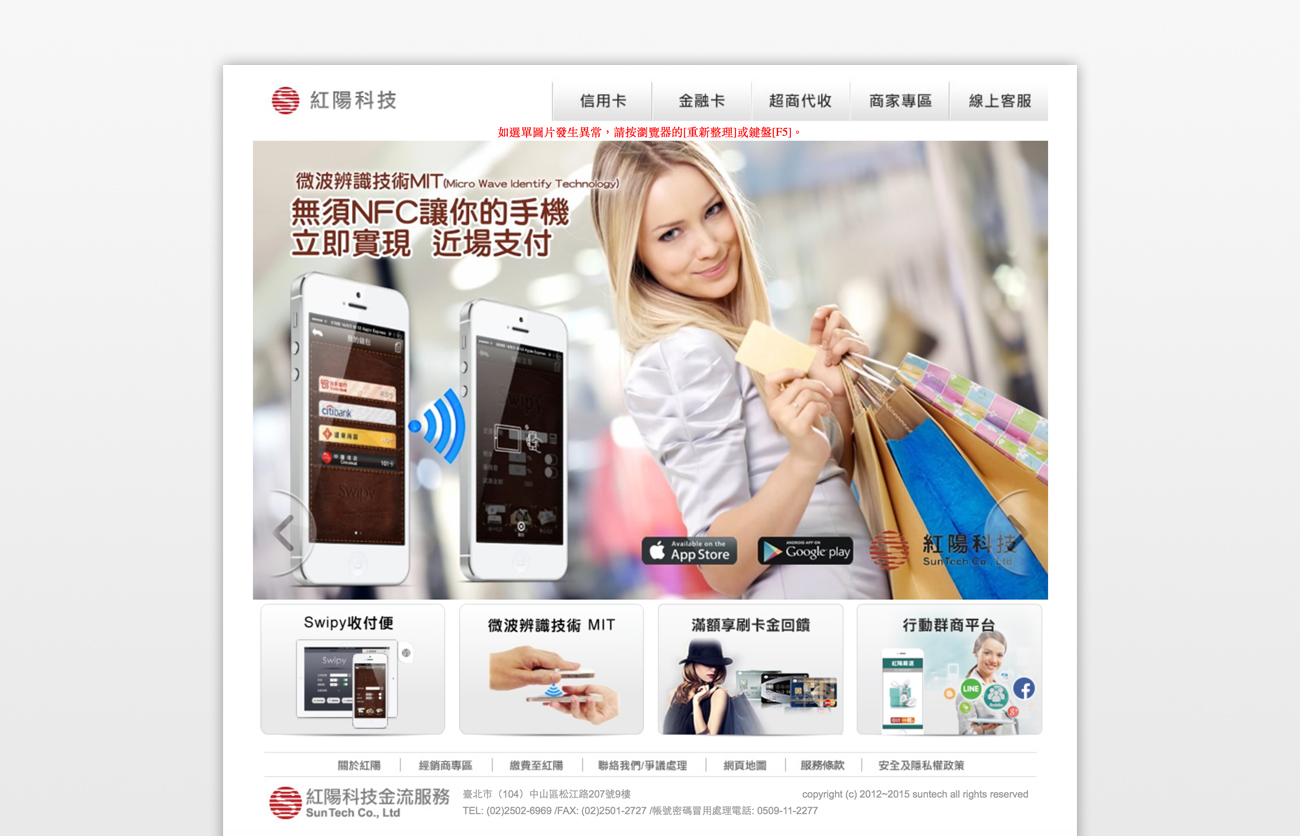 紅陽科技
信用卡
金融卡
超商代收
商家專區
線上客服
如選單圖片發生異常，請按瀏覽器的[重新整理]或鍵盤[F5]。
微波辨識技術MIT(Micro Wave Identify Technology)
無須NFC讓你的手機
立即實現 近場支付
我的錢包
citibank
Swipy
Swipy
Available on the
App Store
ANDROID APP ON
Google play
紅陽科技
SunTech Co., Ltd
Swipy收付便
Swipy
微波辨識技術 MIT
滿額享刷卡金回饋
行動群商平台
LINE
關於紅陽
經銷商專區
繳費至紅陽
聯絡我們/爭議處理
網頁地圖
服務條款
安全及隱私權政策
紅陽科技金流服務
SunTech Co., Ltd
臺北市（104）中山區松江路207號9樓
copyright (c) 2012~2015 suntech all rights reserved
TEL: (02)2502-6969 /FAX: (02)2501-2727 /帳號密碼冒用處理電話: 0509-11-2277